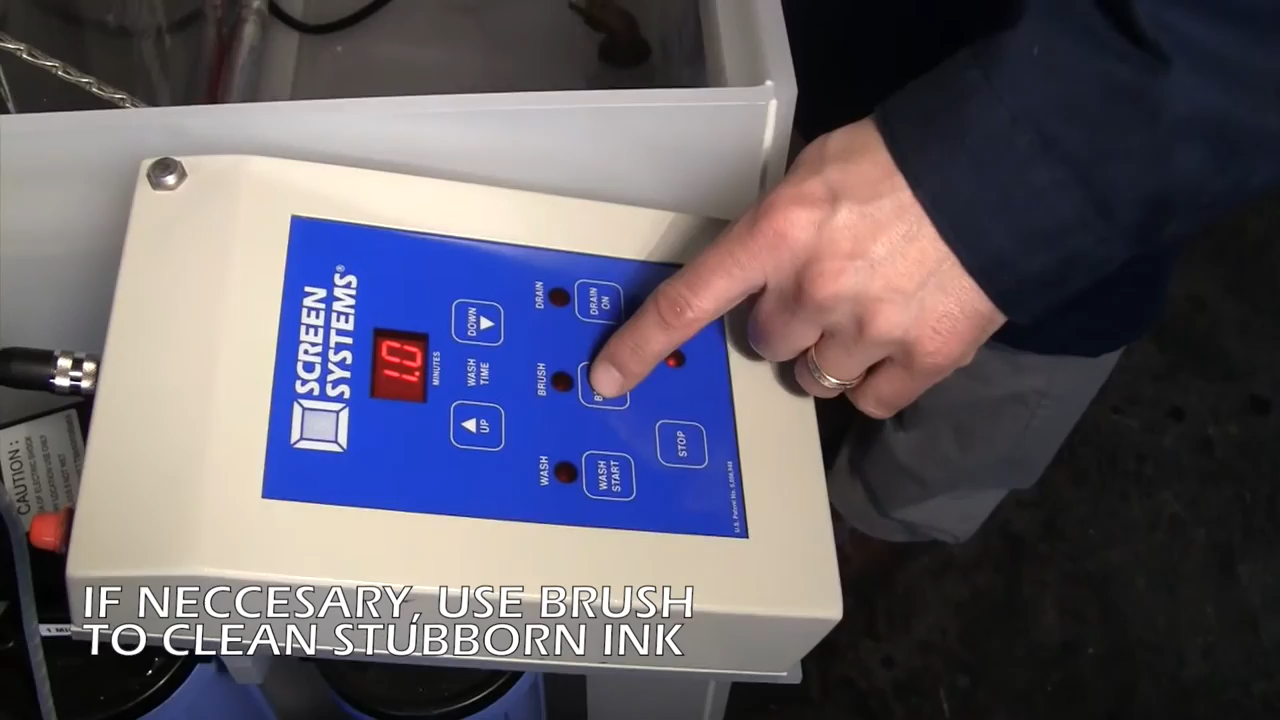 SCREEN
SYSTEMS®
1.0
MINUTES
UP
WASH
TIME
DOWN
WASH
BRUSH
DRAIN
WASH
START
DRAIN
ON
STOP
CAUTION:
IF NECCESARY, USE BRUSH
TO CLEAN STUBBORN INK